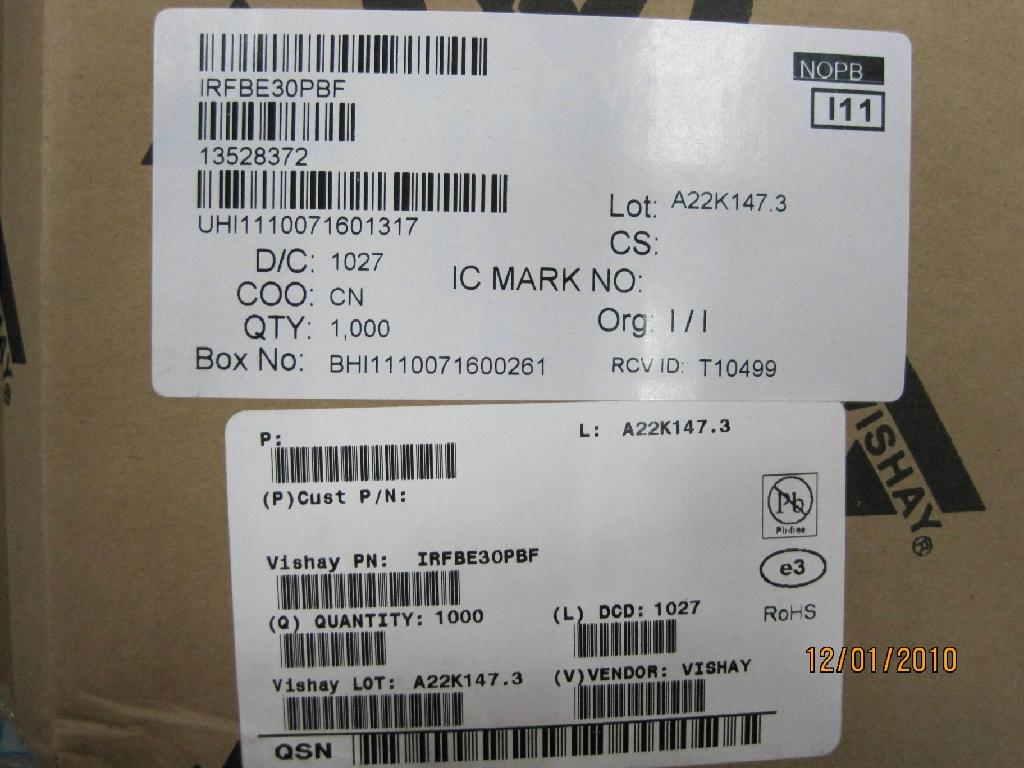 IRFBE30PBF
NOPB
I11
13528372
UHI1110071601317
Lot: A22K147.3
CS:
D/C: 1027
IC MARK NO:
COO: CN
QTY: 1,000
Org: I / I
Box No: BHI1110071600261
RCV ID: T10499
P:
L: A22K147.3
(P)Cust P/N:
Pb
Pb-free
Vishay PN: IRFBE30PBF
e3
(Q) QUANTITY: 1000
(L) DCD: 1027
RoHS
Vishay LOT: A22K147.3
(V)VENDOR: VISHAY
QSN
VISHAY®
12/01/2010